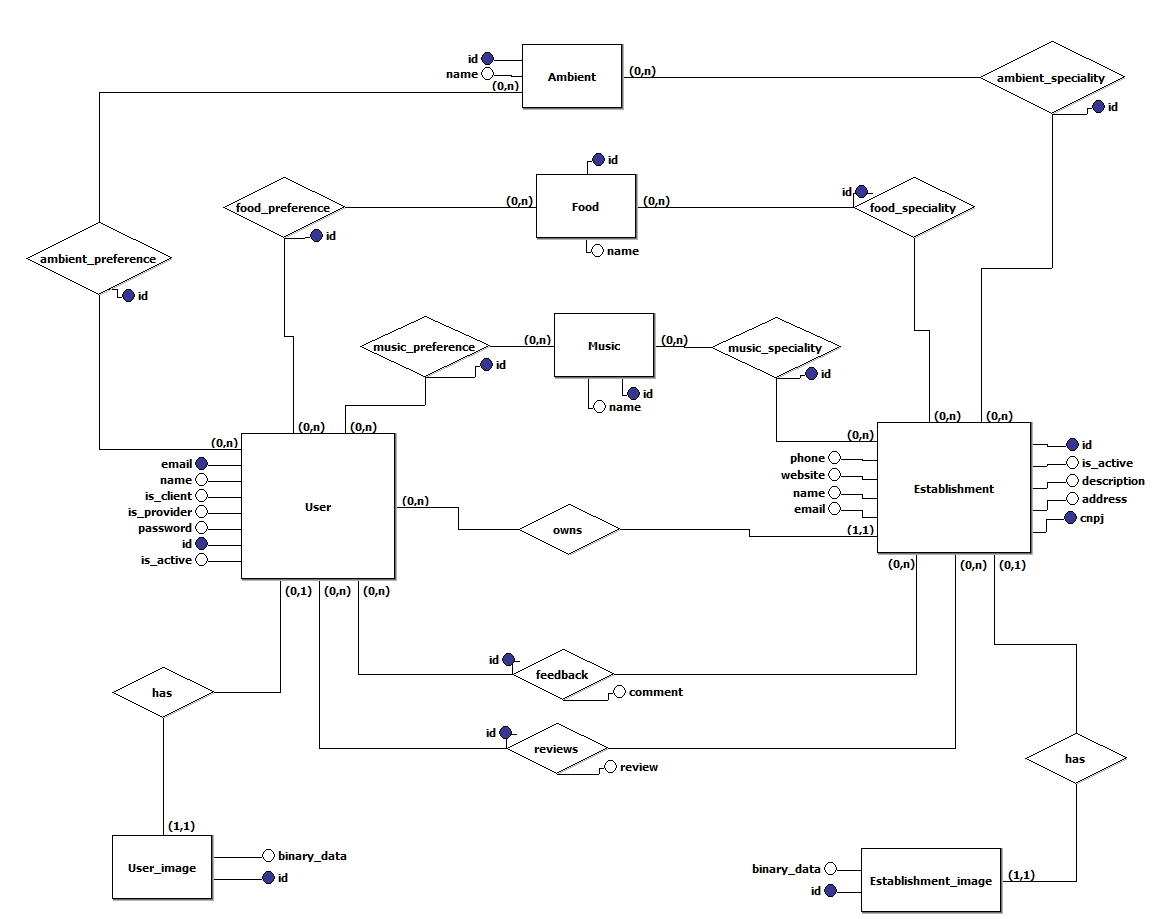 id
name
(0,n)
Ambient
(0,n)
ambient_speciality
id
id
food_preference
(0,n)
Food
(0,n)
id
food_speciality
id
name
ambient_preference
id
music_preference
(0,n)
Music
(0,n)
music_speciality
id
id
id
name
(0,n)
(0,n)
(0,n)
(0,n)
(0,n)
(0,n)
email
name
is_client
is_provider
password
id
is_active
User
(0,n)
owns
phone
website
name
email
(1,1)
Establishment
id
is_active
description
address
cnpj
(0,1)
(0,n)
(0,n)
(0,n)
(0,n)
(0,1)
id
feedback
comment
has
id
reviews
review
has
(1,1)
User_image
binary_data
id
binary_data
id
Establishment_image
(1,1)